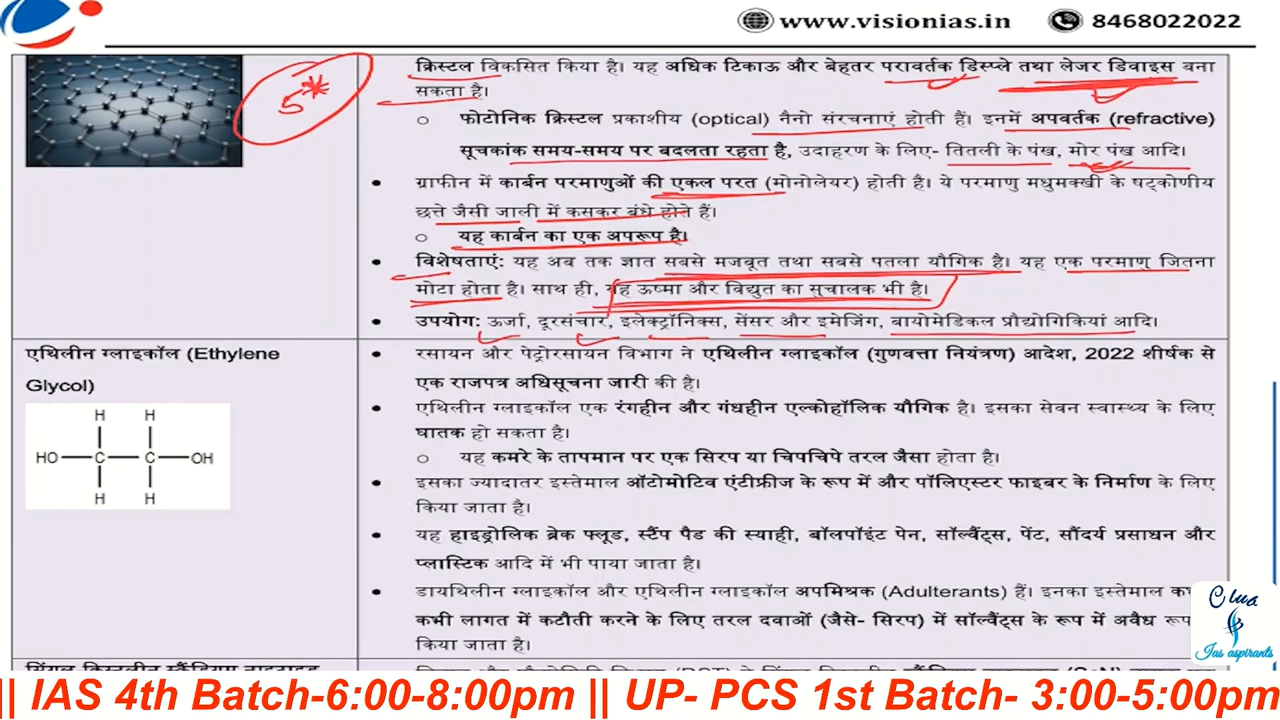 www.visionias.in 8468022022
5*
क्रिस्टल विकसित किया है। यह अधिक टिकाऊ और बेहतर परावर्तक डिस्प्ले तथा लेजर डिवाइस बना
सकता है।
o फोटोनिक क्रिस्टल प्रकाशीय (optical) नैनो संरचनाएं होती हैं। इनमें अपवर्तक (refractive)
सूचकांक समय-समय पर बदलता रहता है, उदाहरण के लिए- तितली के पंख, मोर पंख आदि।
• ग्राफीन में कार्बन परमाणुओं की एकल परत (मोनोलेयर) होती है। ये परमाणु मधुमक्खी के षट्कोणीय
छत्ते जैसी जाली में कसकर बंधे होते हैं।
o यह कार्बन का एक अपरूप है।
• विशेषताएं: यह अब तक ज्ञात सबसे मजबूत तथा सबसे पतला यौगिक है। यह एक परमाणु जितना
मोटा होता है। साथ ही, यह ऊष्मा और विद्युत का सुचालक भी है।
• उपयोग: ऊर्जा, दूरसंचार, इलेक्ट्रॉनिक्स, सेंसर और इमेजिंग, बायोमेडिकल प्रौद्योगिकियां आदि।
एथिलीन ग्लाइकॉल (Ethylene
Glycol)
H H
HO C C OH
H H
• रसायन और पेट्रोरसायन विभाग ने एथिलीन ग्लाइकॉल (गुणवत्ता नियंत्रण) आदेश, 2022 शीर्षक से
एक राजपत्र अधिसूचना जारी की है।
• एथिलीन ग्लाइकॉल एक रंगहीन और गंधहीन एल्कोहॉलिक यौगिक है। इसका सेवन स्वास्थ्य के लिए
घातक हो सकता है।
o यह कमरे के तापमान पर एक सिरप या चिपचिपे तरल जैसा होता है।
• इसका ज्यादातर इस्तेमाल ऑटोमोटिव एंटीफ्रीज के रूप में और पॉलिएस्टर फाइबर के निर्माण के लिए
किया जाता है।
• यह हाइड्रोलिक ब्रेक फ्लूड, स्टैंप पैड की स्याही, बॉलपॉइंट पेन, सॉल्वैंट्स, पेंट, सौंदर्य प्रसाधन और
प्लास्टिक आदि में भी पाया जाता है।
• डायथिलीन ग्लाइकॉल और एथिलीन ग्लाइकॉल अपमिश्रक (Adulterants) हैं। इनका इस्तेमाल
कभी लागत में कटौती करने के लिए तरल दवाओं (जैसे- सिरप) में सॉल्वैंट्स के रूप में अवैध रूप
किया जाता है।
Ias aspirants
|| IAS 4th Batch-6:00-8:00pm || UP- PCS 1st Batch- 3:00-5:00pm